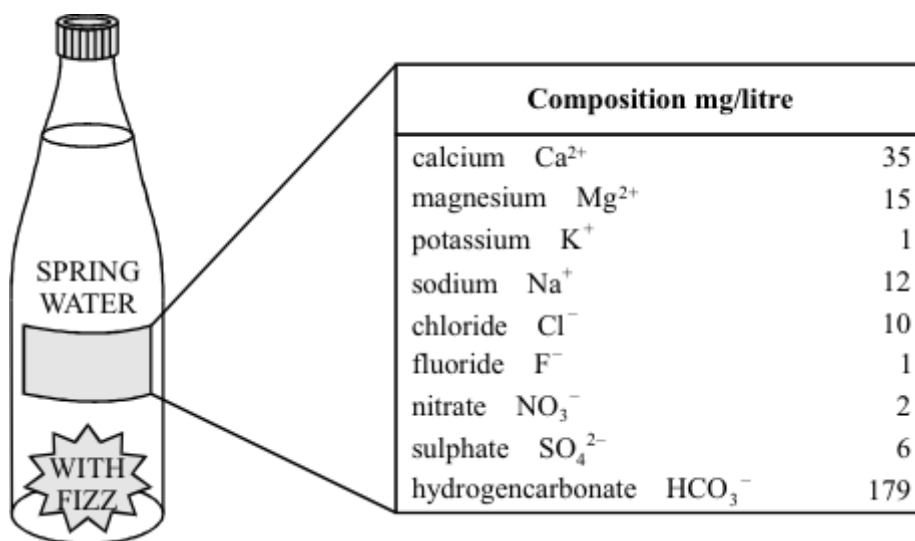 SPRING
WATER
WITH
FIZZ
Composition mg/litre
calcium Ca²⁺ 35
magnesium Mg²⁺ 15
potassium K⁺ 1
sodium Na⁺ 12
chloride Cl⁻ 10
fluoride F⁻ 1
nitrate NO₃⁻ 2
sulphate SO₄²⁻ 6
hydrogencarbonate HCO₃⁻ 179